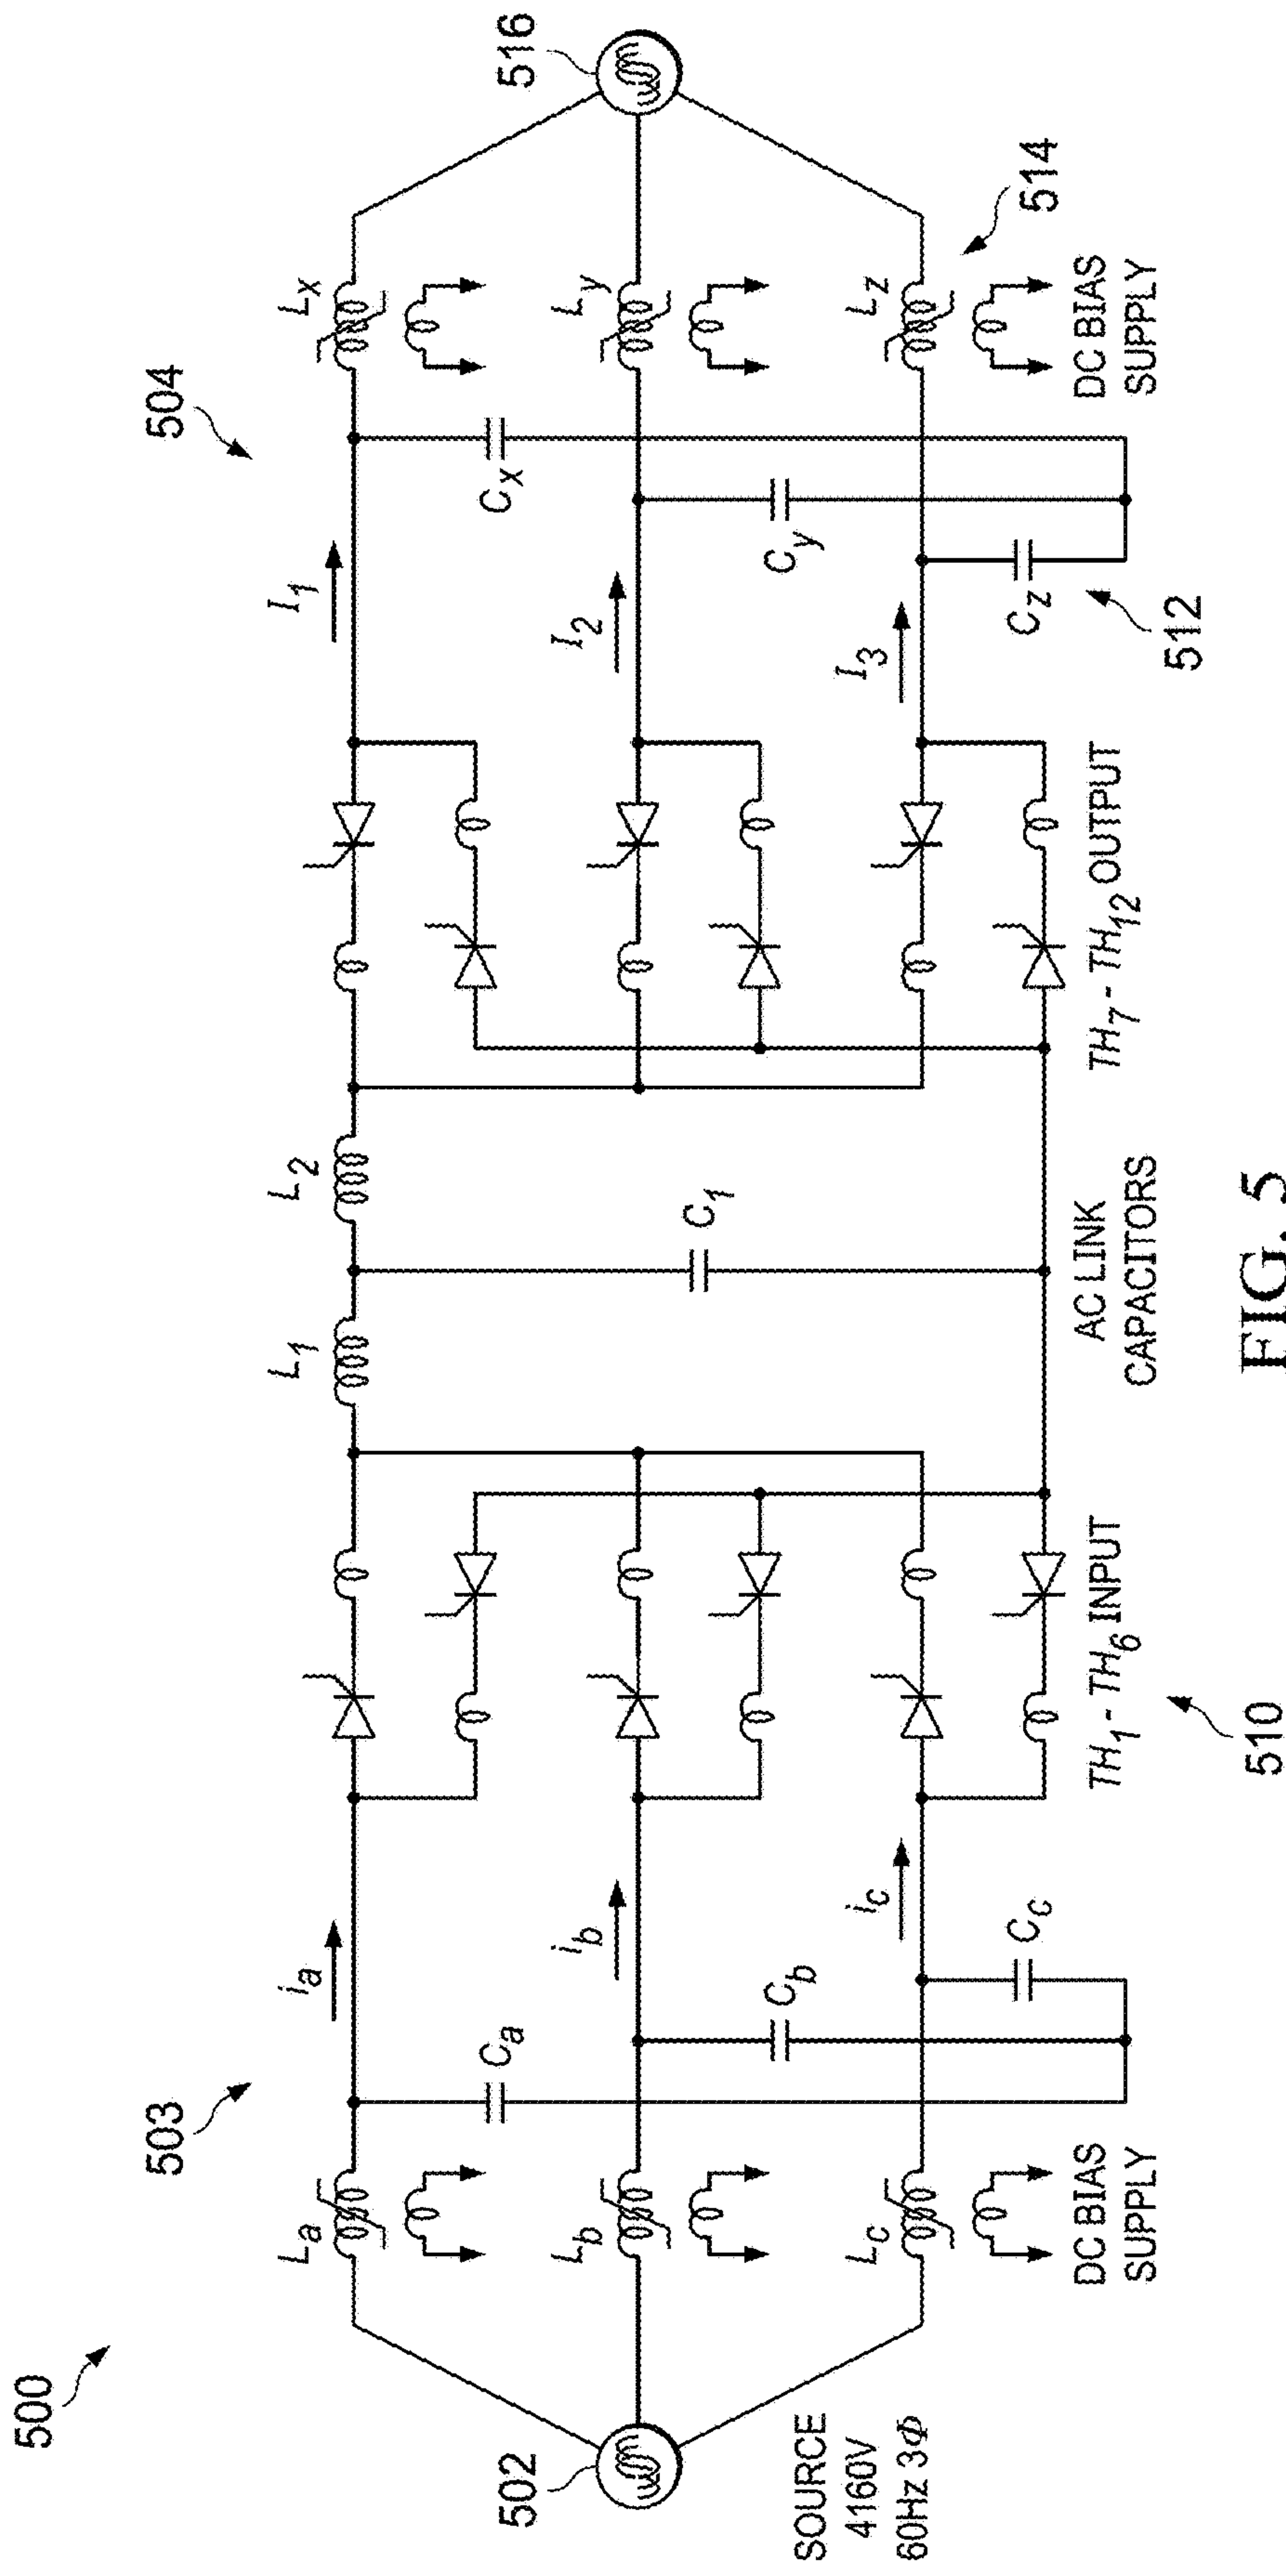 500
503
504
502
SOURCE
4160V
60Hz 3Φ
La
Lb
Lc
DC BIAS
SUPPLY
Ca
Cb
Cc
ia
ib
ic
TH1 - TH6 INPUT
510
L1
L2
C1
AC LINK
CAPACITORS
TH7 - TH12 OUTPUT
I1
I2
I3
Cx
Cy
Cz
512
Lx
Ly
Lz
DC BIAS
SUPPLY
514
516
FIG. 5